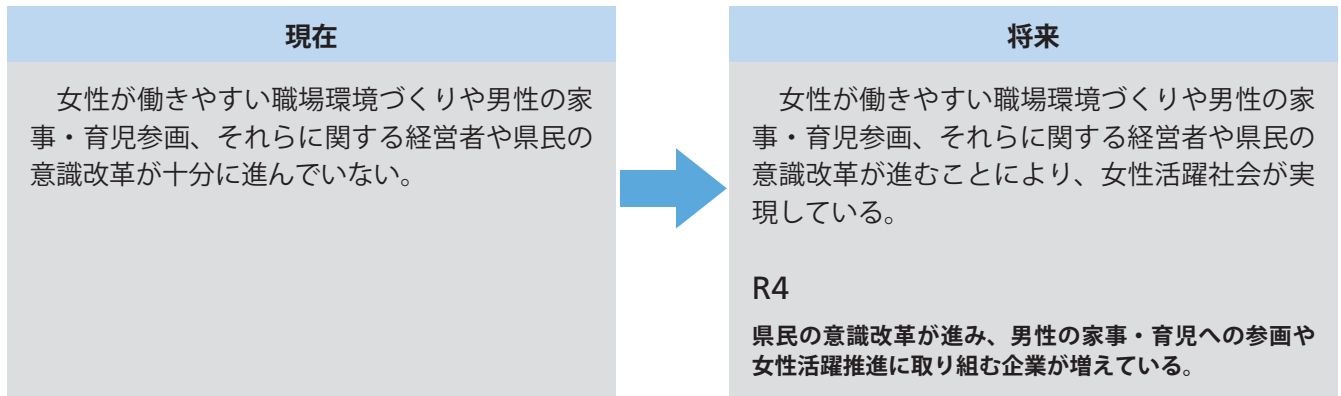 現在
女性が働きやすい職場環境づくりや男性の家
事・育児参画、それらに関する経営者や県民の
意識改革が十分に進んでいない。
将来
女性が働きやすい職場環境づくりや男性の家
事・育児参画、それらに関する経営者や県民の
意識改革が進むことにより、女性活躍社会が実
現している。
R4
県民の意識改革が進み、男性の家事・育児への参画や
女性活躍推進に取り組む企業が増えている。